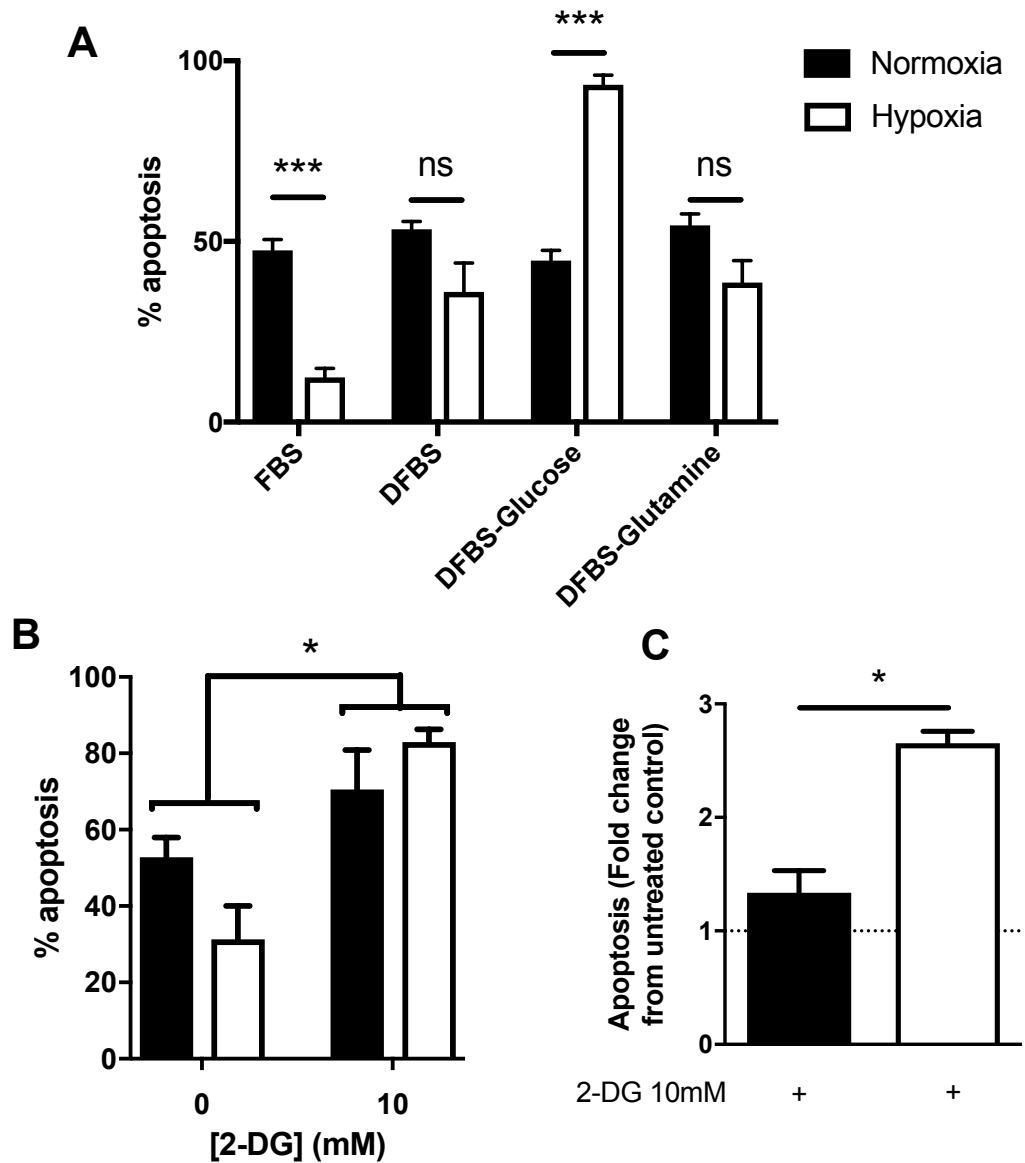 A
***
Normoxia
Hypoxia
100
50
0
% apoptosis
***
ns
ns
FBS
DFBS
DFBS-Glucose
DFBS-Glutamine
B
*
100
80
60
40
20
0
% apoptosis
0
10
[2-DG] (mM)
C
*
3
2
1
0
Apoptosis (Fold change
from untreated control)
2-DG 10mM + +